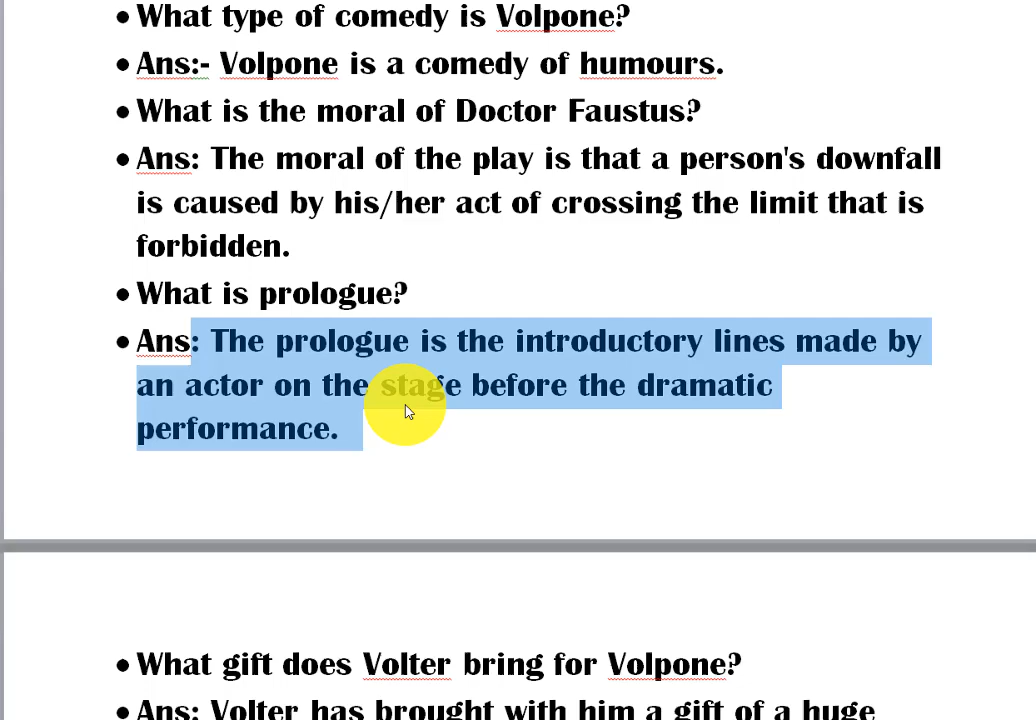 • What type of comedy is Volpone?
• Ans:- Volpone is a comedy of humours.
• What is the moral of Doctor Faustus?
• Ans: The moral of the play is that a person's downfall
is caused by his/her act of crossing the limit that is
forbidden.
• What is prologue?
• Ans: The prologue is the introductory lines made by
an actor on the stage before the dramatic
performance.
• What gift does Volter bring for Volpone?
• Ans: Volter has brought with him a gift of a huge